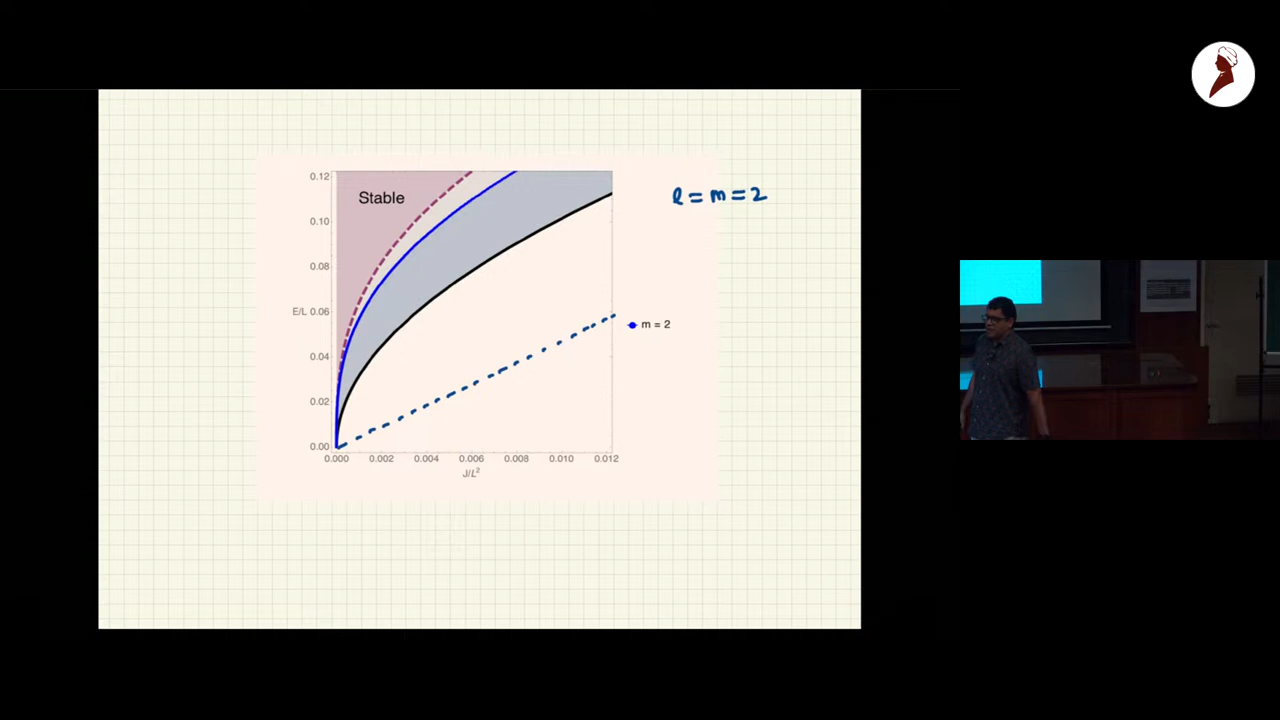 0.12
Stable
ℓ = m = 2
0.10
0.08
E/L 0.06
m = 2
0.04
0.02
0.00
0.000 0.002 0.004 0.006 0.008 0.010 0.012
J/L²